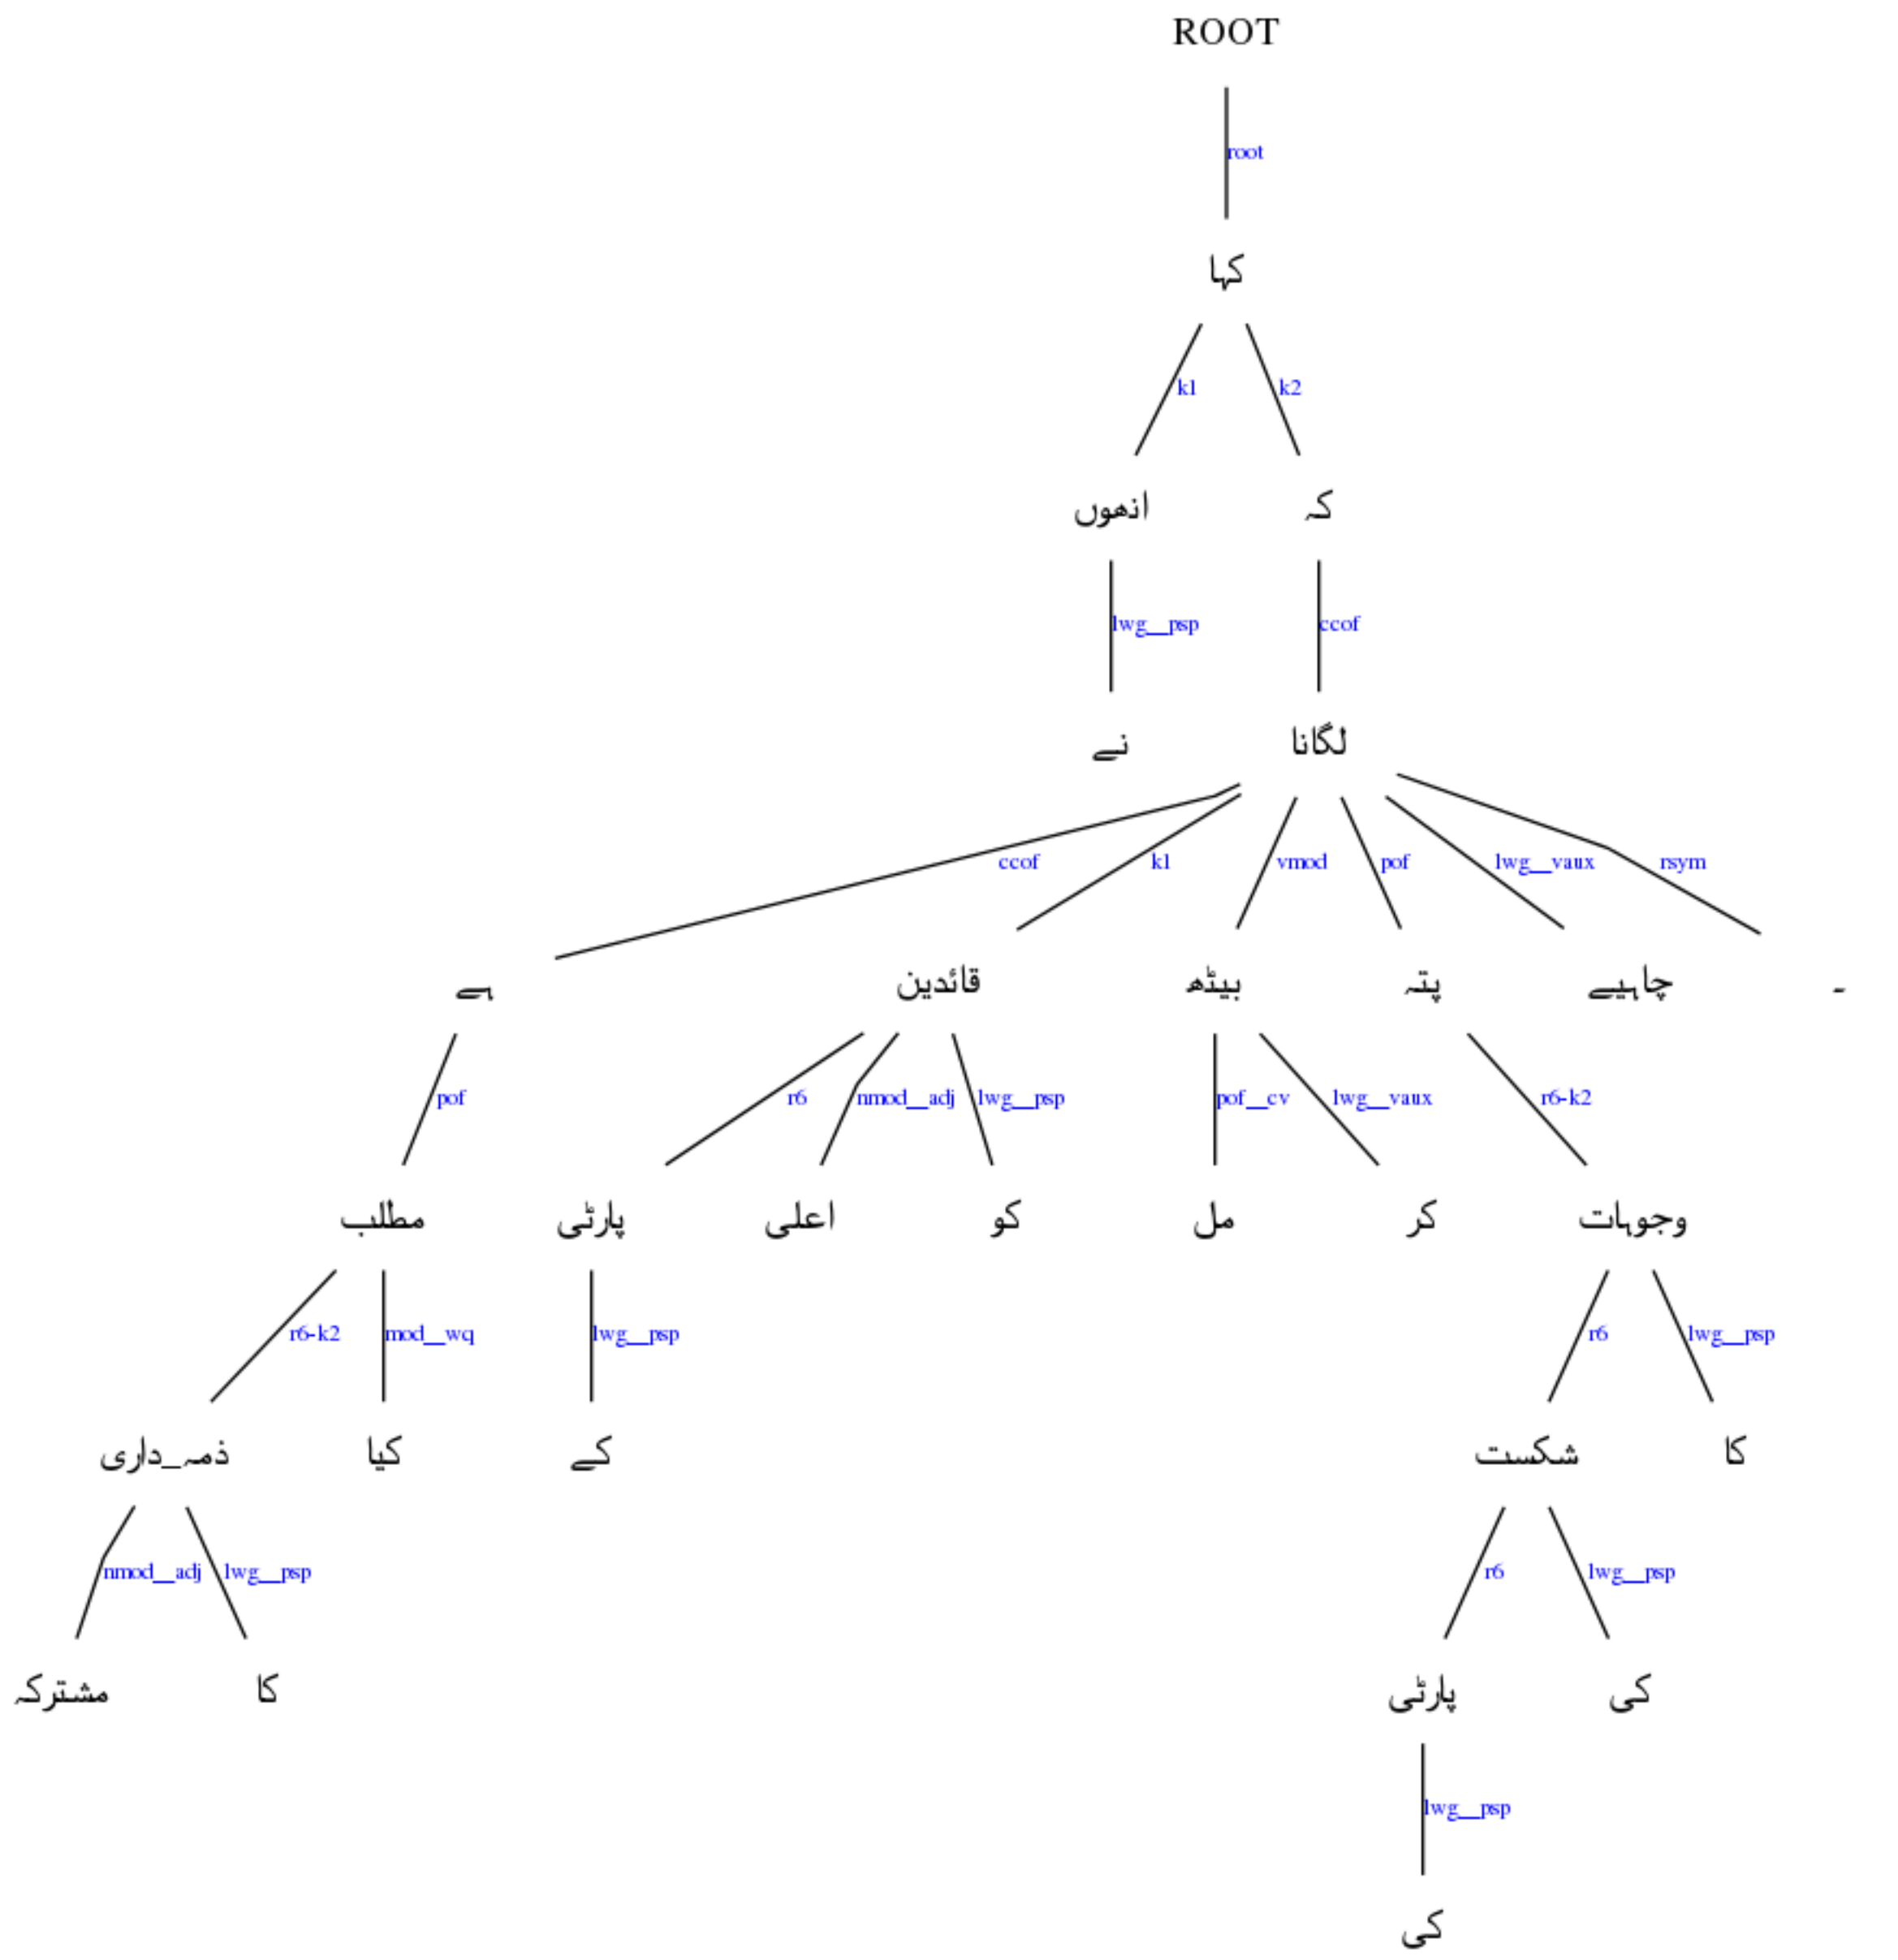 ROOT
root
کہا
k1 k2
انھوں کہ
lwg__psp ccof
نے لگانا
ccof k1 vmod pof lwg__vaux rsym
ہے قائدین بیٹھ پتہ چاہیے ۔
pof r6 nmod__adj lwg__psp pof__cv lwg__vaux r6-k2
مطلب پارٹی اعلی کو مل کر وجوہات
r6-k2 mod__wq lwg__psp r6 lwg__psp
ذمہ_داری کیا کے شکست کا
nmod__adj lwg__psp r6 lwg__psp
مشترکہ کا پارٹی کی
lwg__psp
کی